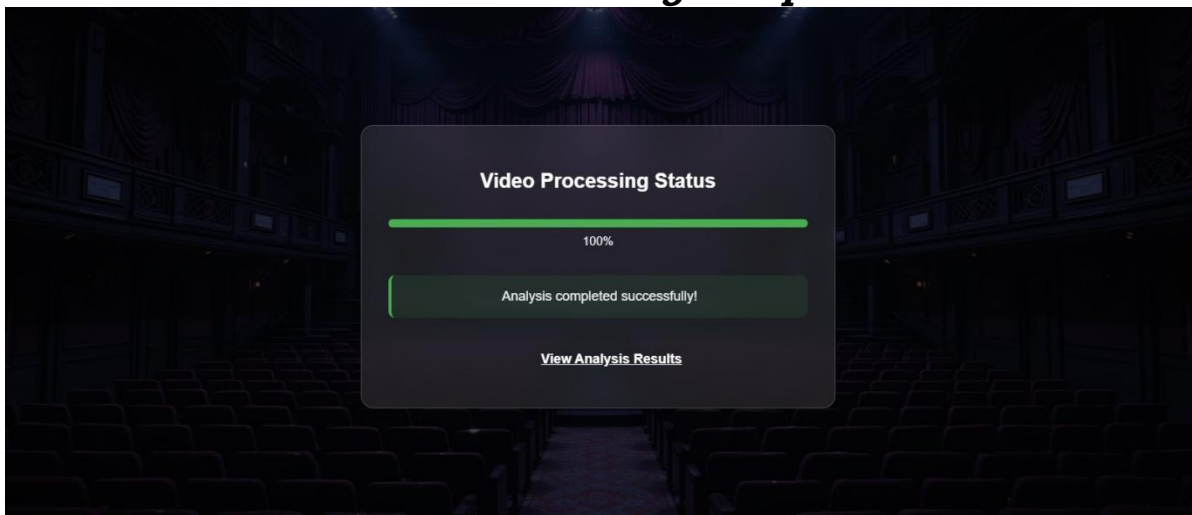 Video Processing Status
100%
Analysis completed successfully!
View Analysis Results